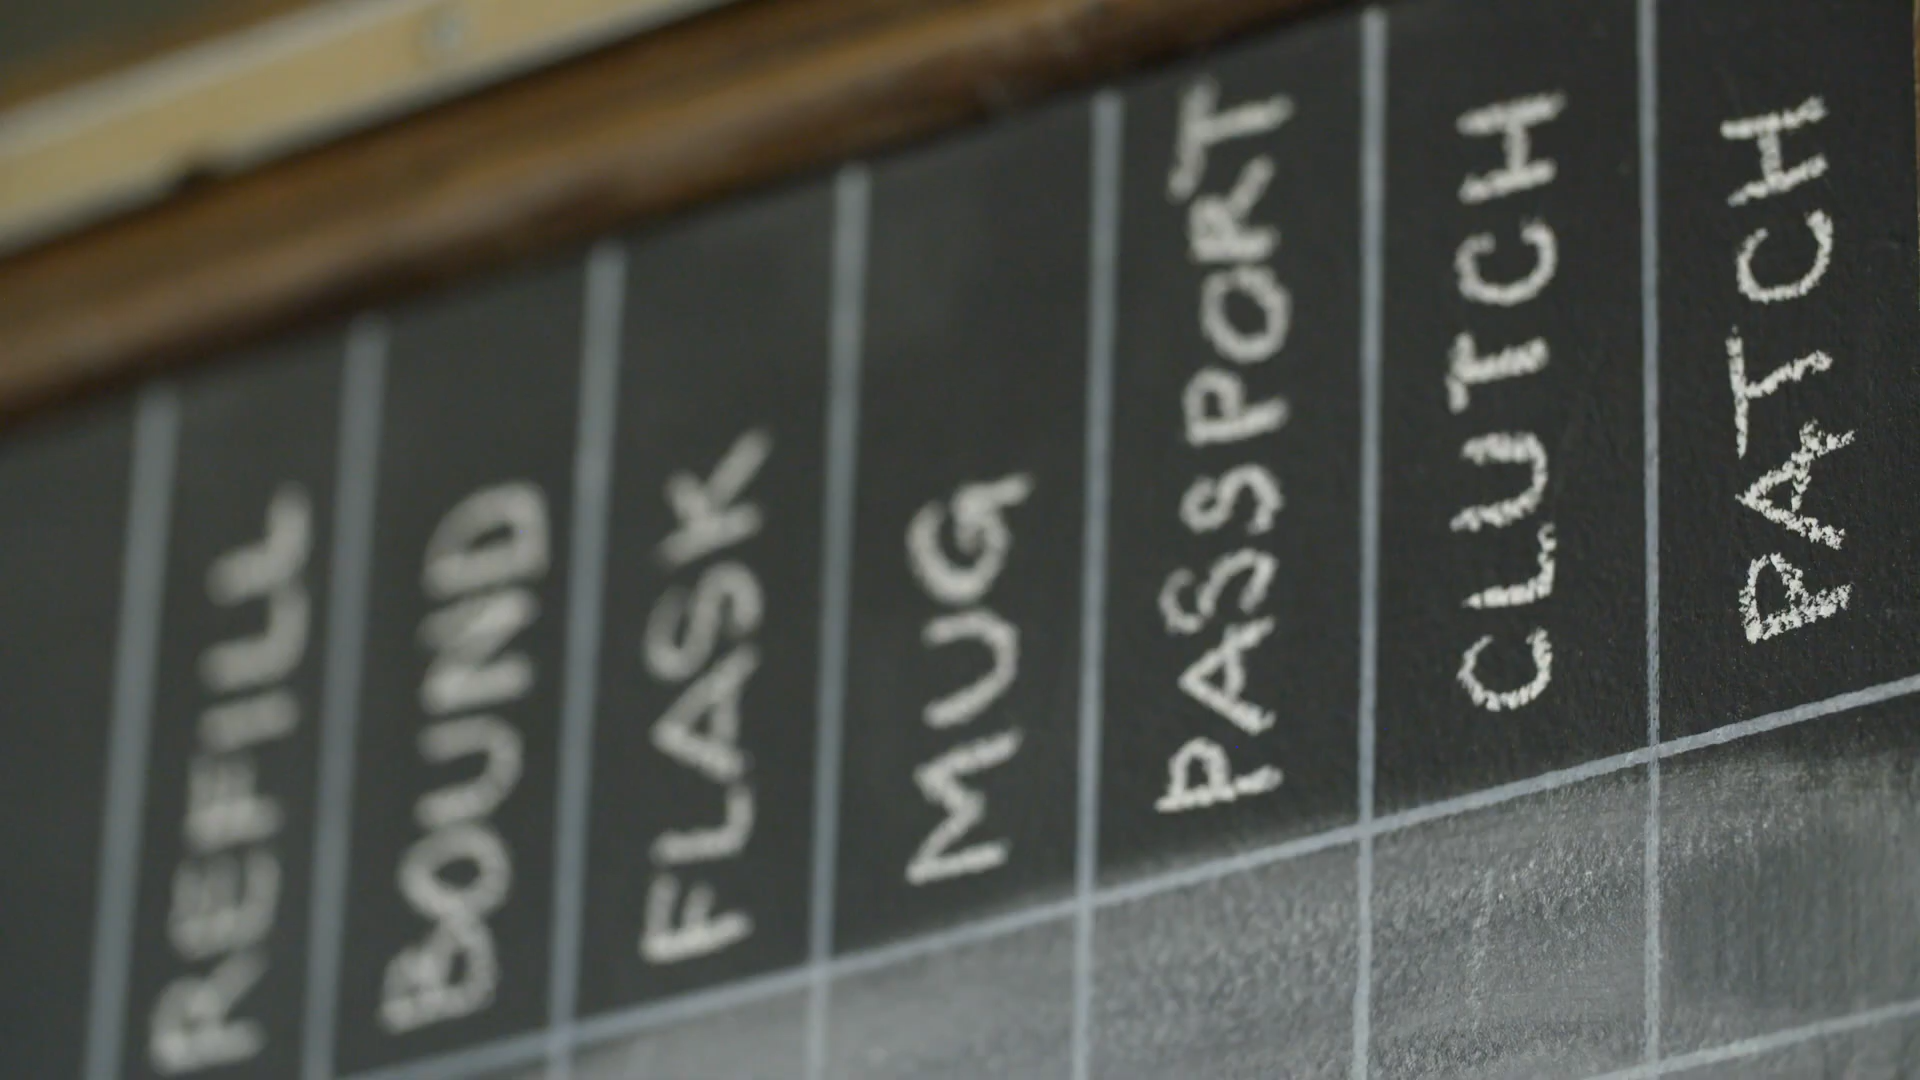 REFILL
BOUND
FLASK
MUG
PASSPORT
CLUTCH
PATCH